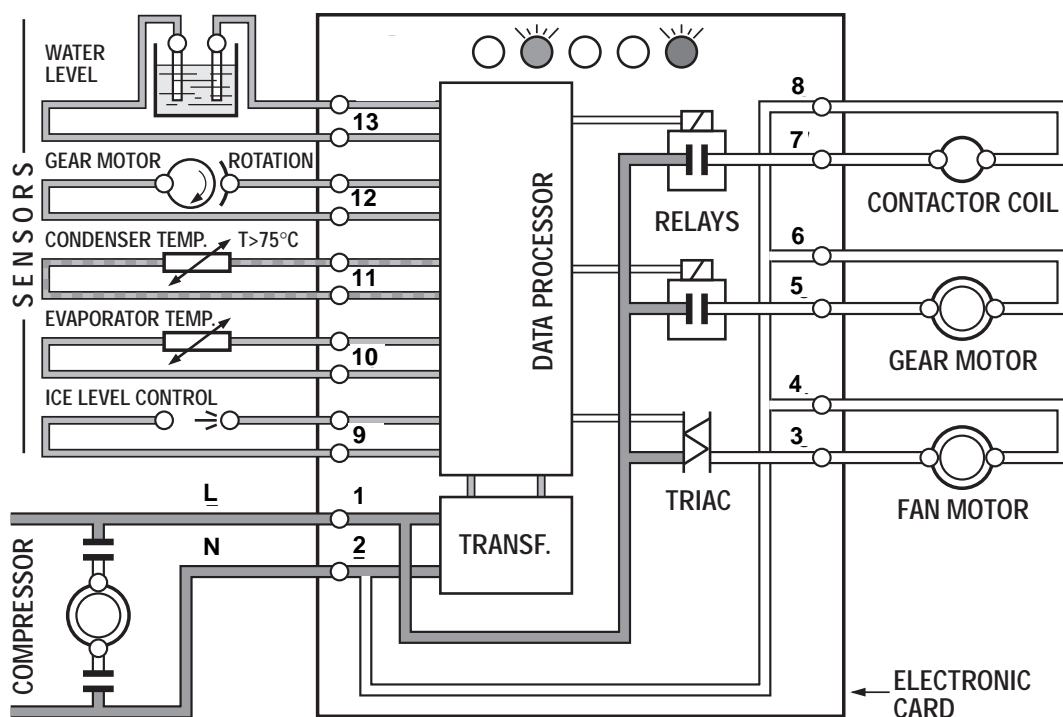 SENSORS
WATER
LEVEL
13
GEAR MOTOR ROTATION
12
CONDENSER TEMP. T>75°C
11
EVAPORATOR TEMP.
10
ICE LEVEL CONTROL
9
L 1
N 2
COMPRESSOR
DATA PROCESSOR
TRANSF.
RELAYS
TRIAC
8
7
CONTACTOR COIL
6
5
GEAR MOTOR
4
3
FAN MOTOR
ELECTRONIC
CARD